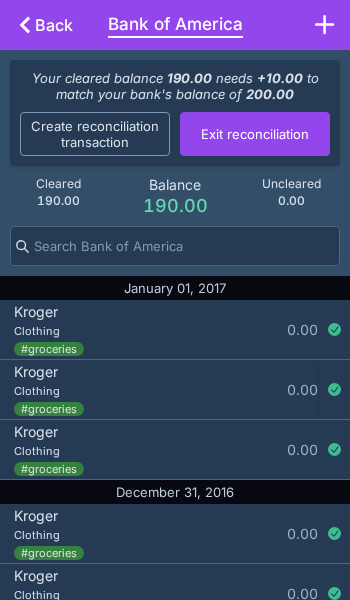 Back
Bank of America
Your cleared balance 190.00 needs +10.00 to
match your bank's balance of 200.00
Create reconciliation
transaction
Exit reconciliation
Cleared
190.00
Balance
190.00
Uncleared
0.00
Search Bank of America
January 01, 2017
Kroger
Clothing
0.00
#groceries
Kroger
Clothing
0.00
#groceries
Kroger
Clothing
0.00
#groceries
December 31, 2016
Kroger
Clothing
0.00
#groceries
Kroger
Clothing
0.00